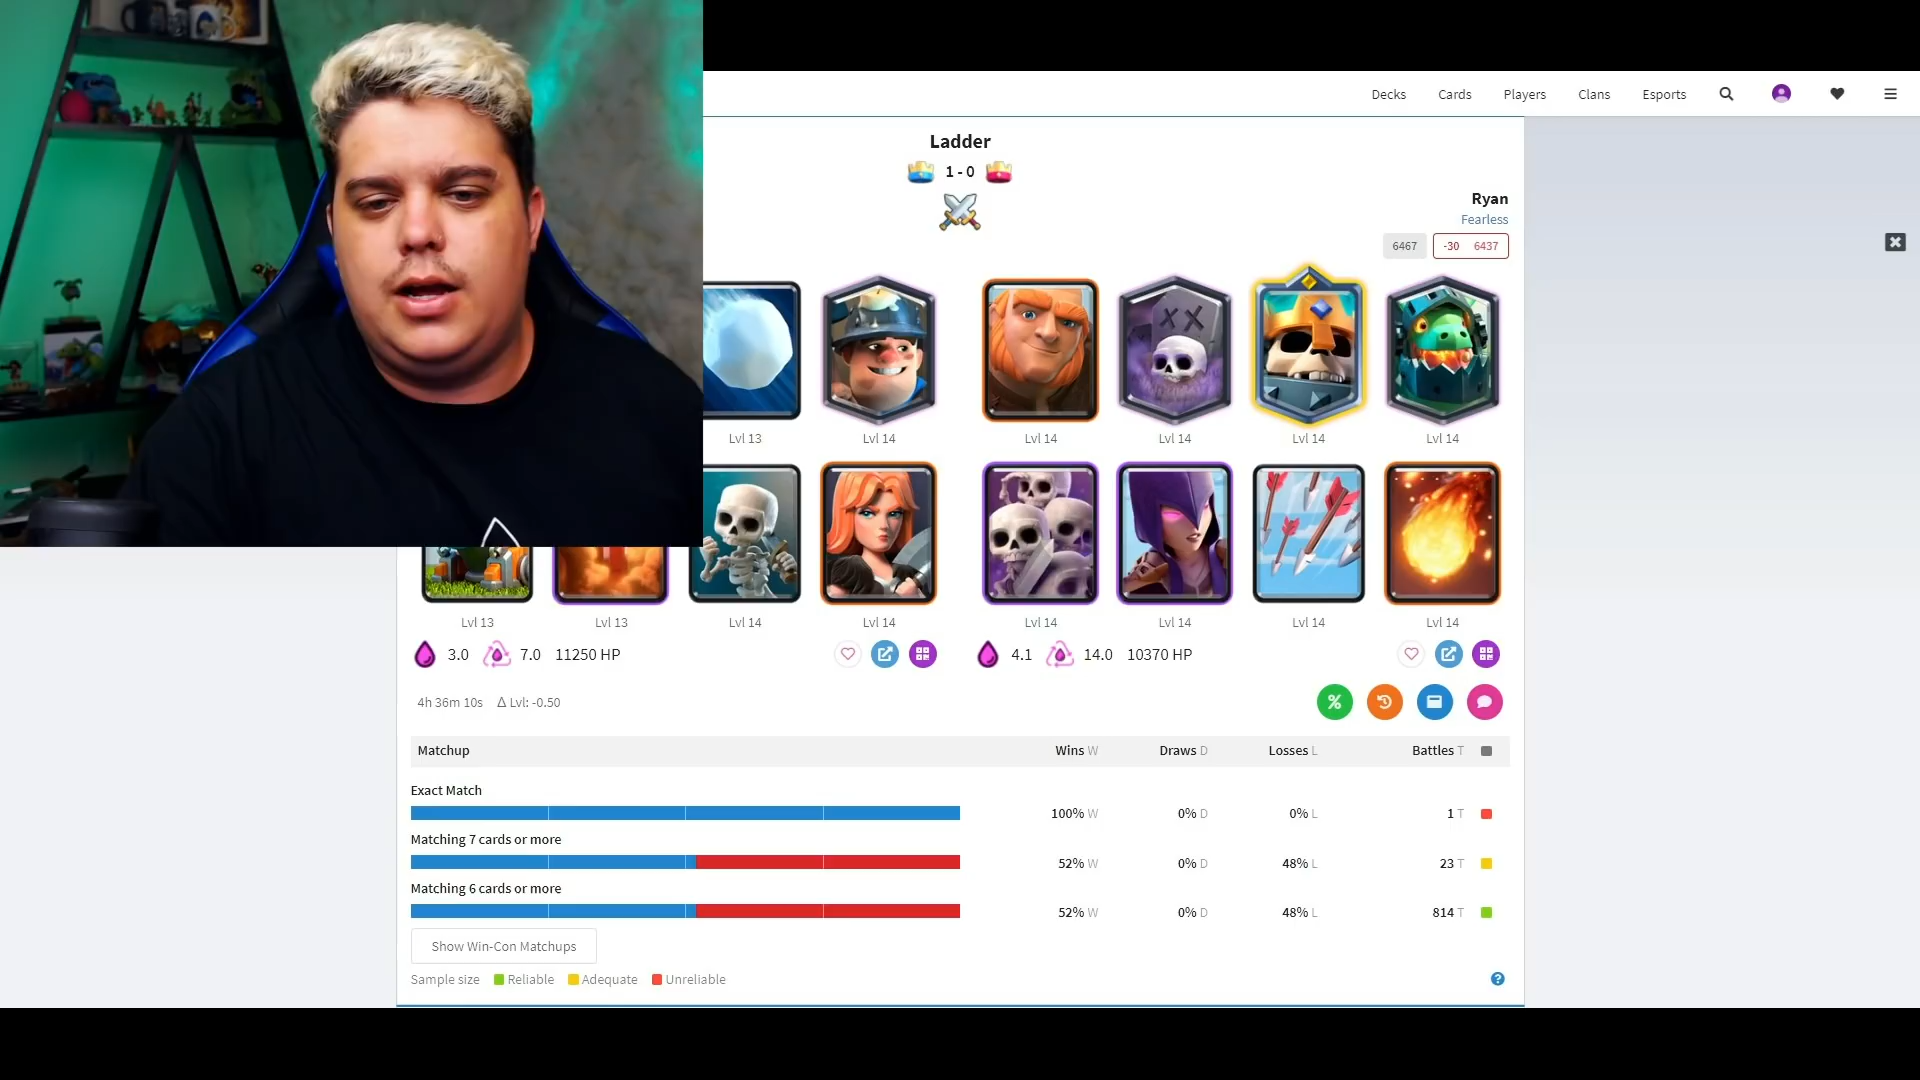 Decks Cards Players Clans Esports
Ladder
1 - 0
Ryan
Fearless
6467 -30 6437
Lvl 13 Lvl 14 Lvl 14 Lvl 14 Lvl 14 Lvl 14
Lvl 13 Lvl 13 Lvl 14 Lvl 14 Lvl 14 Lvl 14 Lvl 14 Lvl 14
3.0 7.0 11250 HP 4.1 14.0 10370 HP
4h 36m 10s Δ Lvl: -0.50
Matchup Wins W Draws D Losses L Battles T
Exact Match
100% W 0% D 0% L 1 T
Matching 7 cards or more
52% W 0% D 48% L 23 T
Matching 6 cards or more
52% W 0% D 48% L 814 T
Show Win-Con Matchups
Sample size Reliable Adequate Unreliable